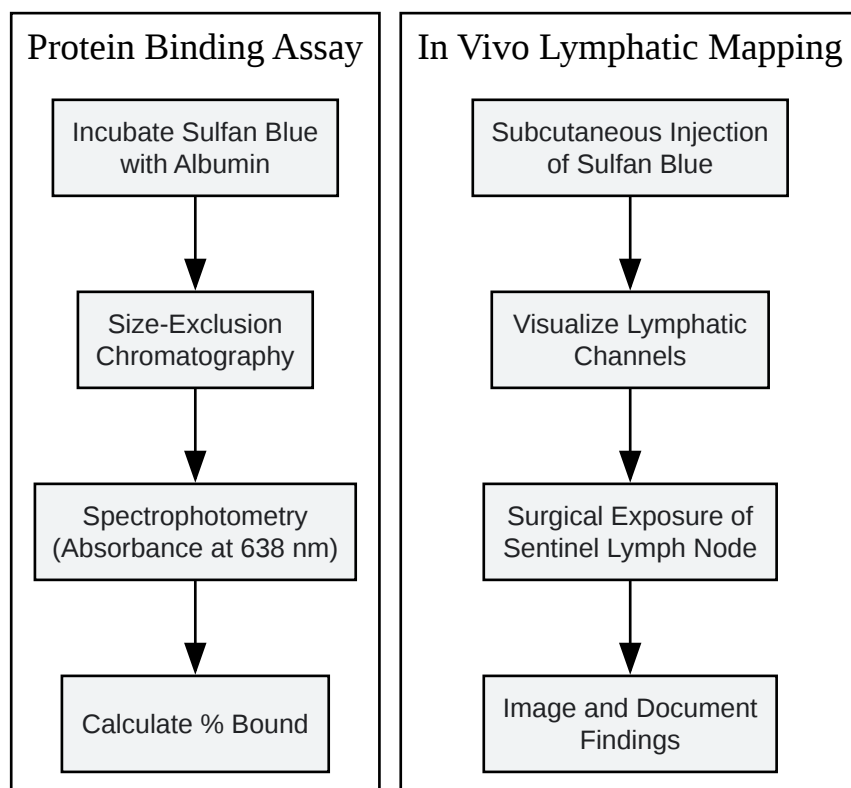 Protein Binding Assay
Incubate Sulfan Blue
with Albumin
Size-Exclusion
Chromatography
Spectrophotometry
(Absorbance at 638 nm)
Calculate % Bound
In Vivo Lymphatic Mapping
Subcutaneous Injection
of Sulfan Blue
Visualize Lymphatic
Channels
Surgical Exposure of
Sentinel Lymph Node
Image and Document
Findings